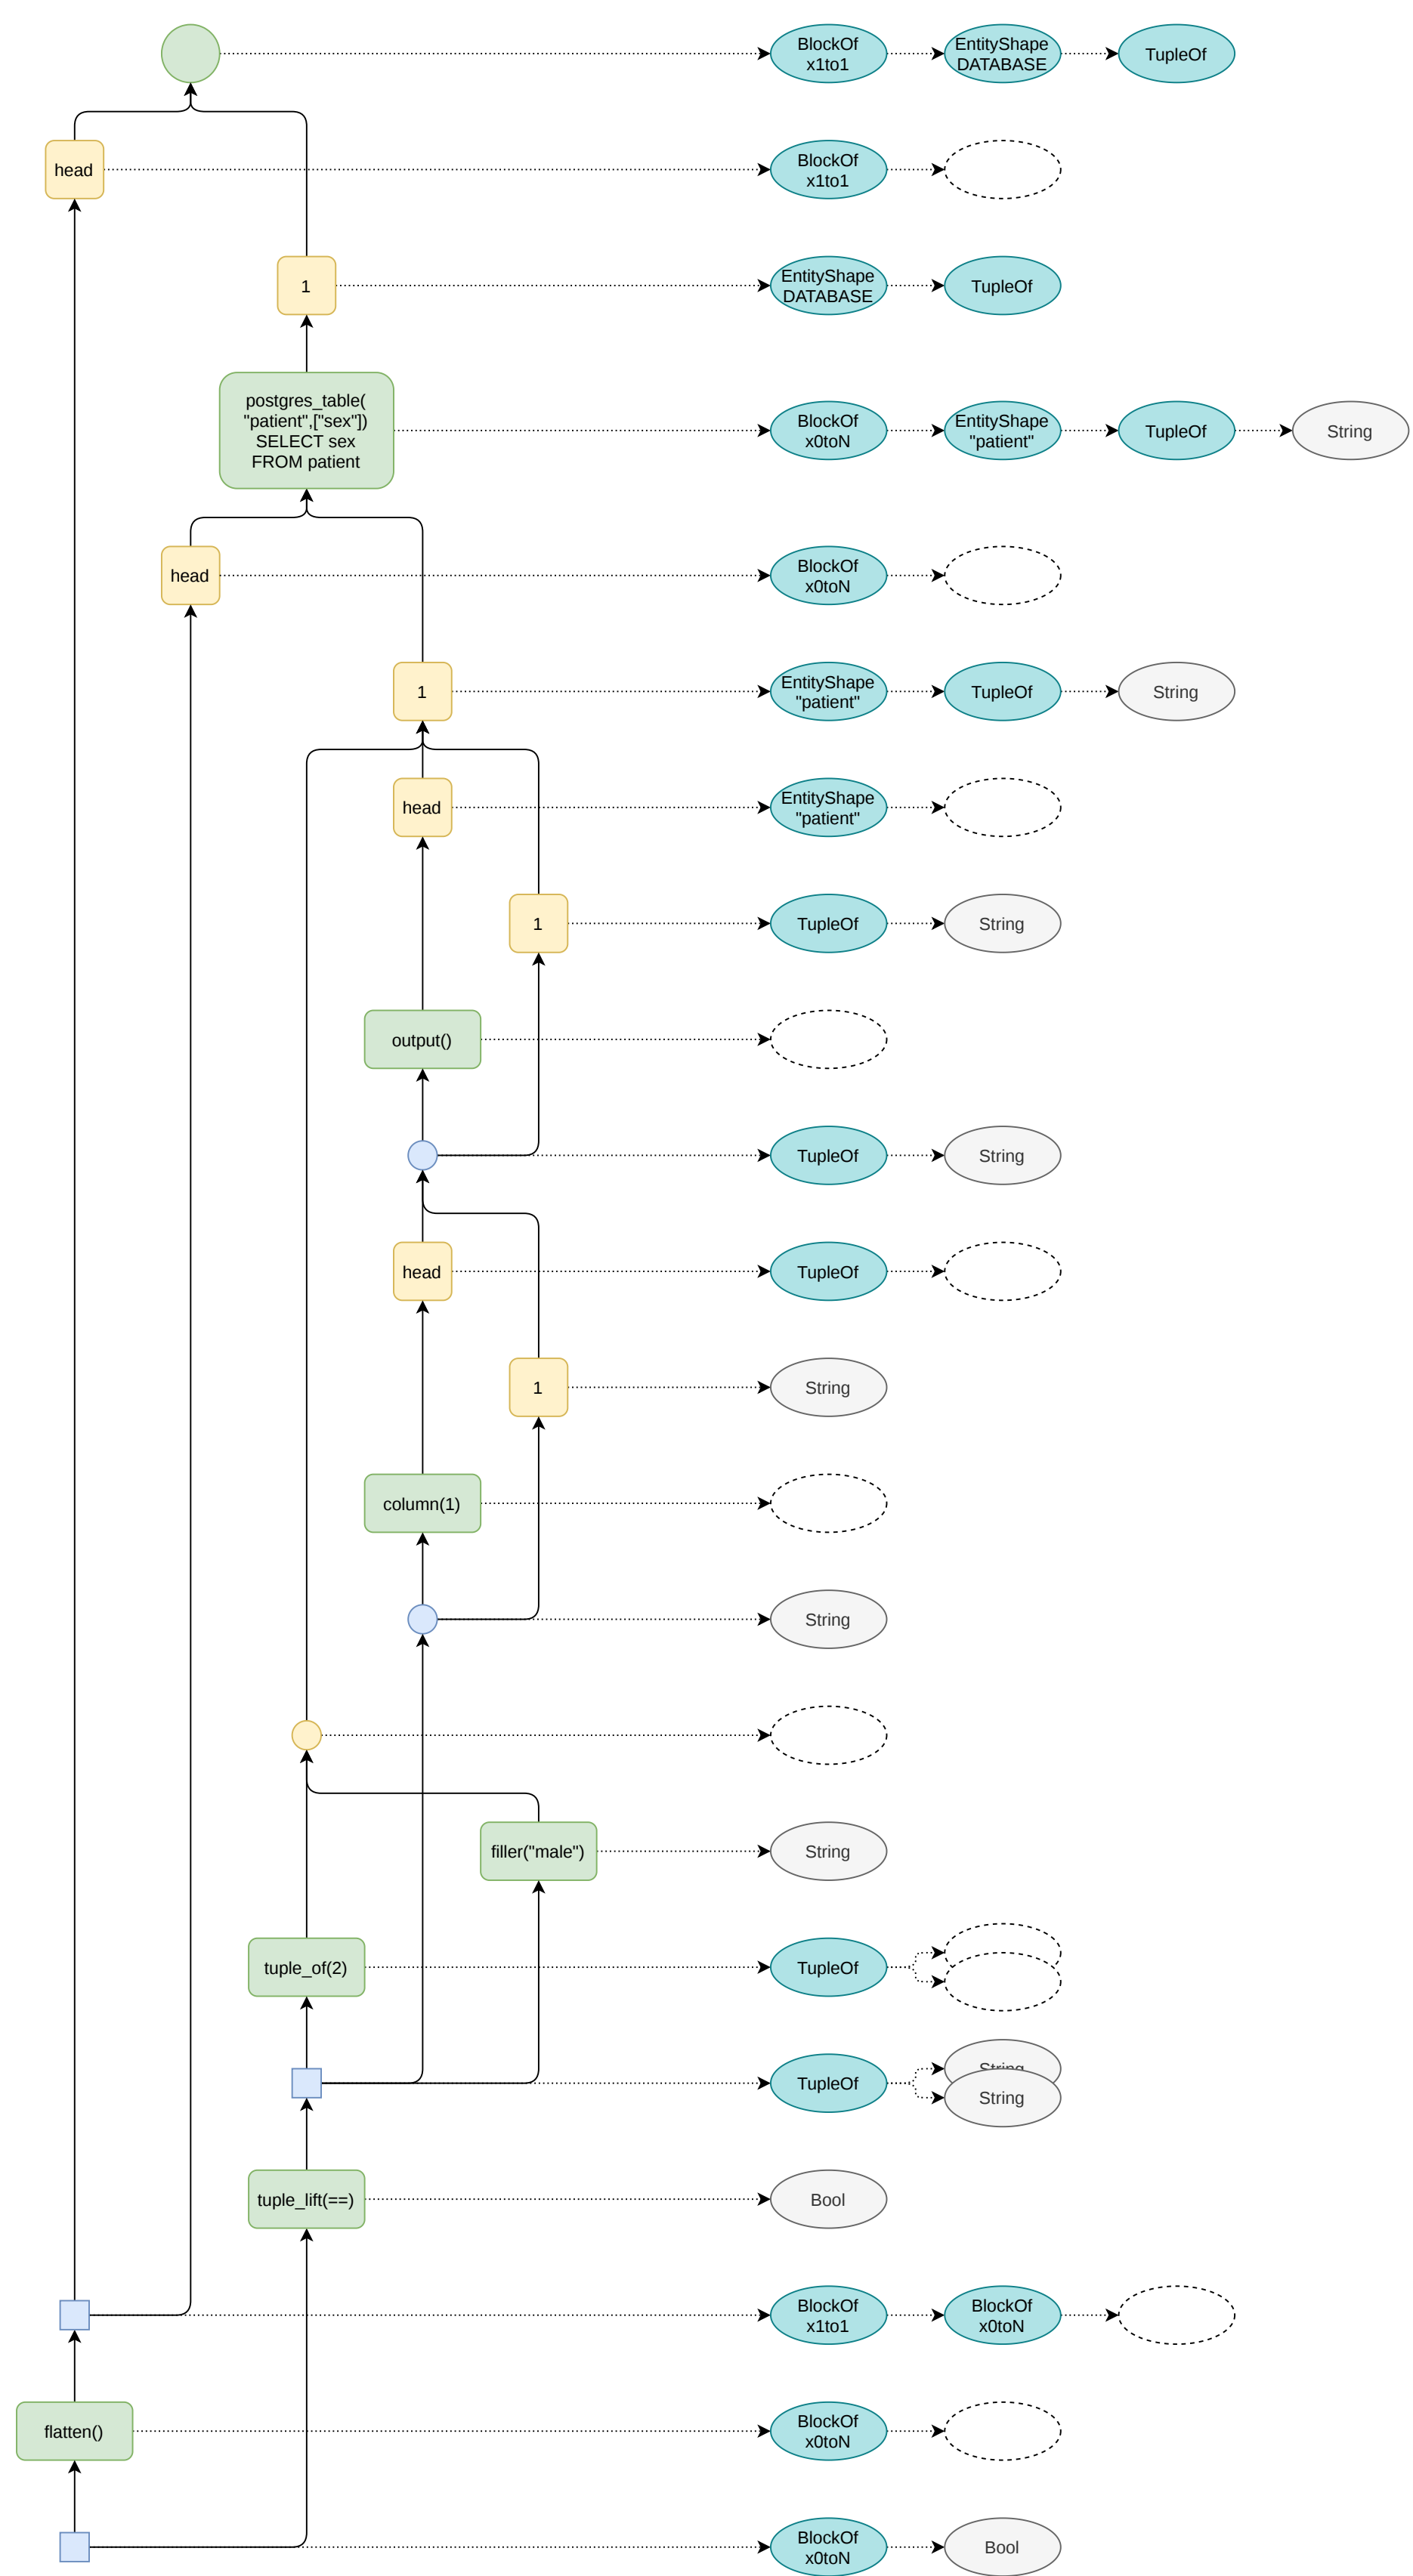 BlockOf
x1to1
EntityShape
DATABASE
TupleOf
head
BlockOf
x1to1
1
EntityShape
DATABASE
TupleOf
postgres_table(
"patient",["sex"])
SELECT sex
FROM patient
BlockOf
x0toN
EntityShape
"patient"
TupleOf
String
head
BlockOf
x0toN
1
EntityShape
"patient"
TupleOf
String
head
EntityShape
"patient"
1
TupleOf
String
output()
TupleOf
String
head
TupleOf
1
String
column(1)
String
filler("male")
String
tuple_of(2)
TupleOf
TupleOf
String
String
tuple_lift(==)
Bool
BlockOf
x1to1
BlockOf
x0toN
flatten()
BlockOf
x0toN
BlockOf
x0toN
Bool